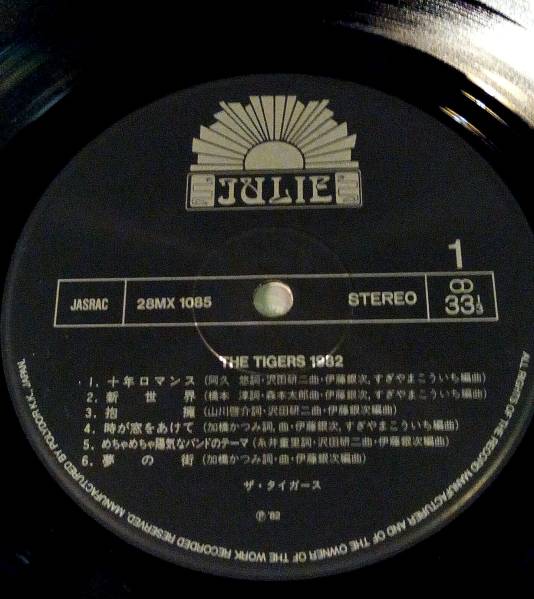 JULIE
1
JASRAC
28MX 1085
STEREO
33⅓
THE TIGERS 1982
1. 十年ロマンス (阿久 悠詞・沢田研二曲・伊藤銀次、すぎやまこういち編曲)
2. 新世界 (橋本 淳詞・森本太郎曲・伊藤銀次、すぎやまこういち編曲)
3. 抱擁 (山川啓介詞・沢田研二曲・伊藤銀次編曲)
4. 時が窓をあけて (加橋かつみ詞・曲・伊藤銀次、すぎやまこういち編曲)
5. めちゃめちゃ陽気なバンドのテーマ (糸井重里詞・沢田研二曲・伊藤銀次編曲)
6. 夢の街 (加橋かつみ詞・曲・伊藤銀次編曲)
ザ・タイガース
Ⓟ '82
ALL RIGHTS OF THE RECORD MANUFACTURER AND OF THE OWNER OF THE WORK RECORDED RESERVED. MANUFACTURED BY POLYDOR K.K. JAPAN.